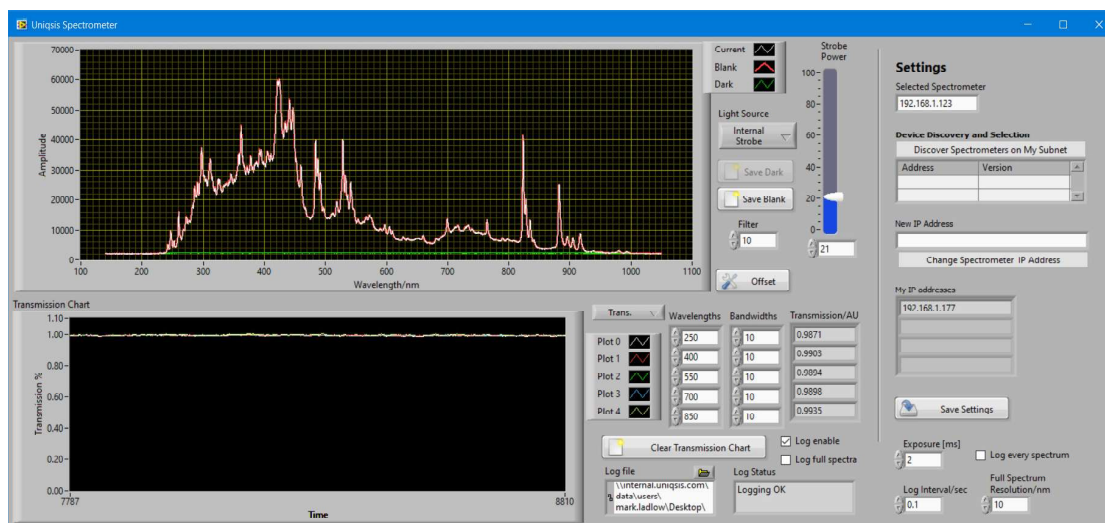 Uniqsis Spectrometer
70000
60000
50000
40000
30000
20000
10000
0
Amplitude
100 200 300 400 500 600 700 800 900 1000 1100
Wavelength/nm
Current
Blank
Dark
Light Source
Internal
Strobe
Save Dark
Save Blank
Filter
10
Offset
Strobe
Power
100
80
60
40
20
0
21
Transmission Chart
1.10
1.00
0.80
0.60
0.40
0.20
0.00
Transmission %
7787 8810
Time
Trans.
Plot 0
Plot 1
Plot 2
Plot 3
Plot 4
Wavelengths Bandwidths Transmission/AU
250 10 0.9871
400 10 0.9903
550 10 0.9894
700 10 0.9898
850 10 0.9935
Clear Transmission Chart
Log enable
Log full spectra
Log file
\\internal.uniqsis.com\
data\users\
mark.ladlow\Desktop\
Log Status
Logging OK
Settings
Selected Spectrometer
192.168.1.123
Device Discovery and Selection
Discover Spectrometers on My Subnet
Address Version
New IP Address
Change Spectrometer IP Address
My IP addresses
192.168.1.177
Save Settings
Exposure [ms]
2
Log every spectrum
Log Interval/sec
0.1
Full Spectrum
Resolution/nm
10